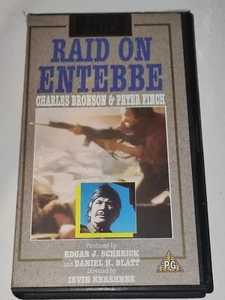 RAID ON
ENTEBBE
CHARLES BRONSON & PETER FINCH
Produced by
EDGAR J. SCHERICK
and DANIEL H. BLATT
Directed by
IRVIN KERSHNER
PG